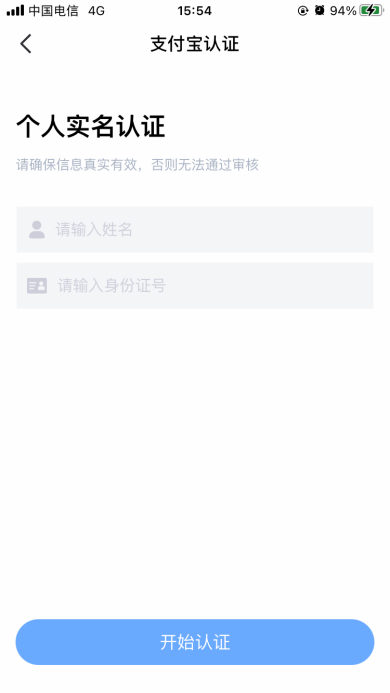 中国电信 4G 15:54 94%
支付宝认证
个人实名认证
请确保信息真实有效，否则无法通过审核
请输入姓名
请输入身份证号
开始认证